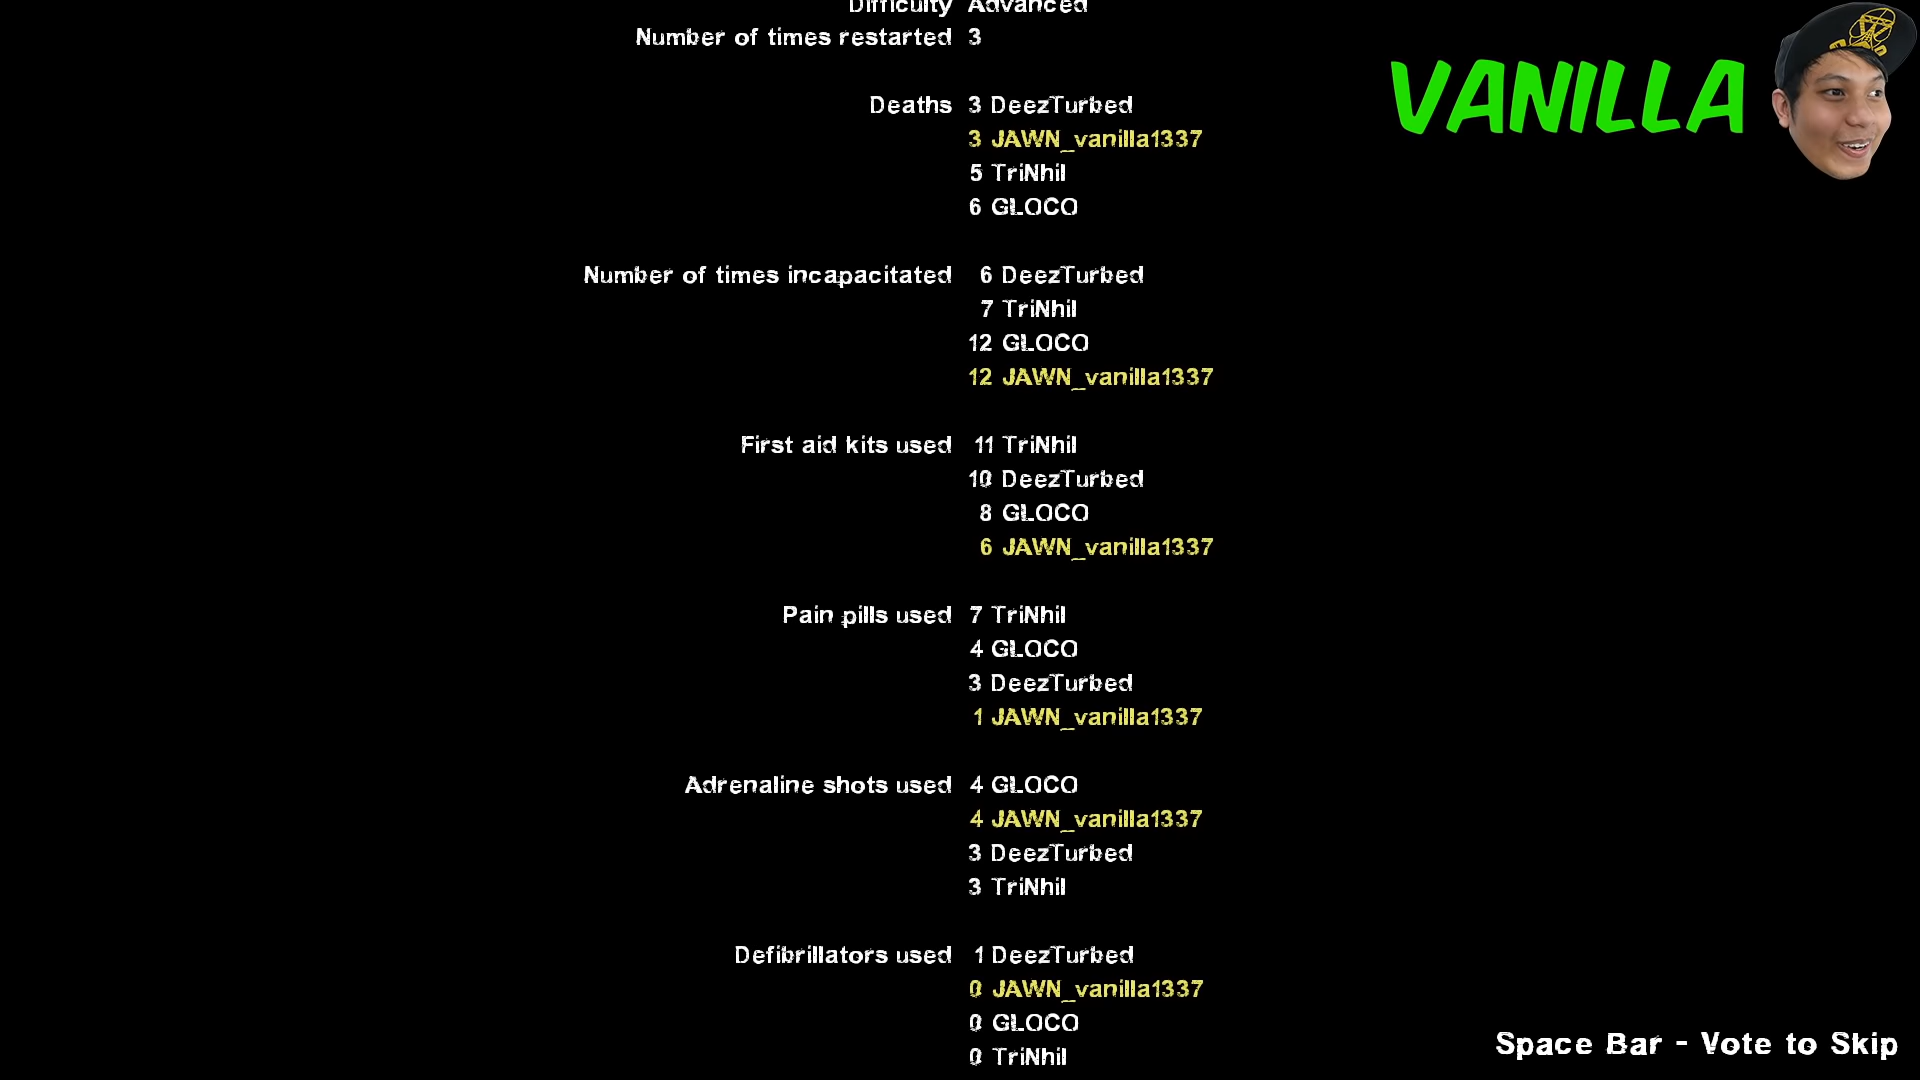 Difficulty Advanced
Number of times restarted 3
VANILLA
Deaths 3 DeezTurbed
3 JAWN_vanilla1337
5 TriNhil
6 GLOCO
Number of times incapacitated 6 DeezTurbed
7 TriNhil
12 GLOCO
12 JAWN_vanilla1337
First aid kits used 11 TriNhil
10 DeezTurbed
8 GLOCO
6 JAWN_vanilla1337
Pain pills used 7 TriNhil
4 GLOCO
3 DeezTurbed
1 JAWN_vanilla1337
Adrenaline shots used 4 GLOCO
4 JAWN_vanilla1337
3 DeezTurbed
3 TriNhil
Defibrillators used 1 DeezTurbed
0 JAWN_vanilla1337
0 GLOCO
0 TriNhil
Space Bar - Vote to Skip